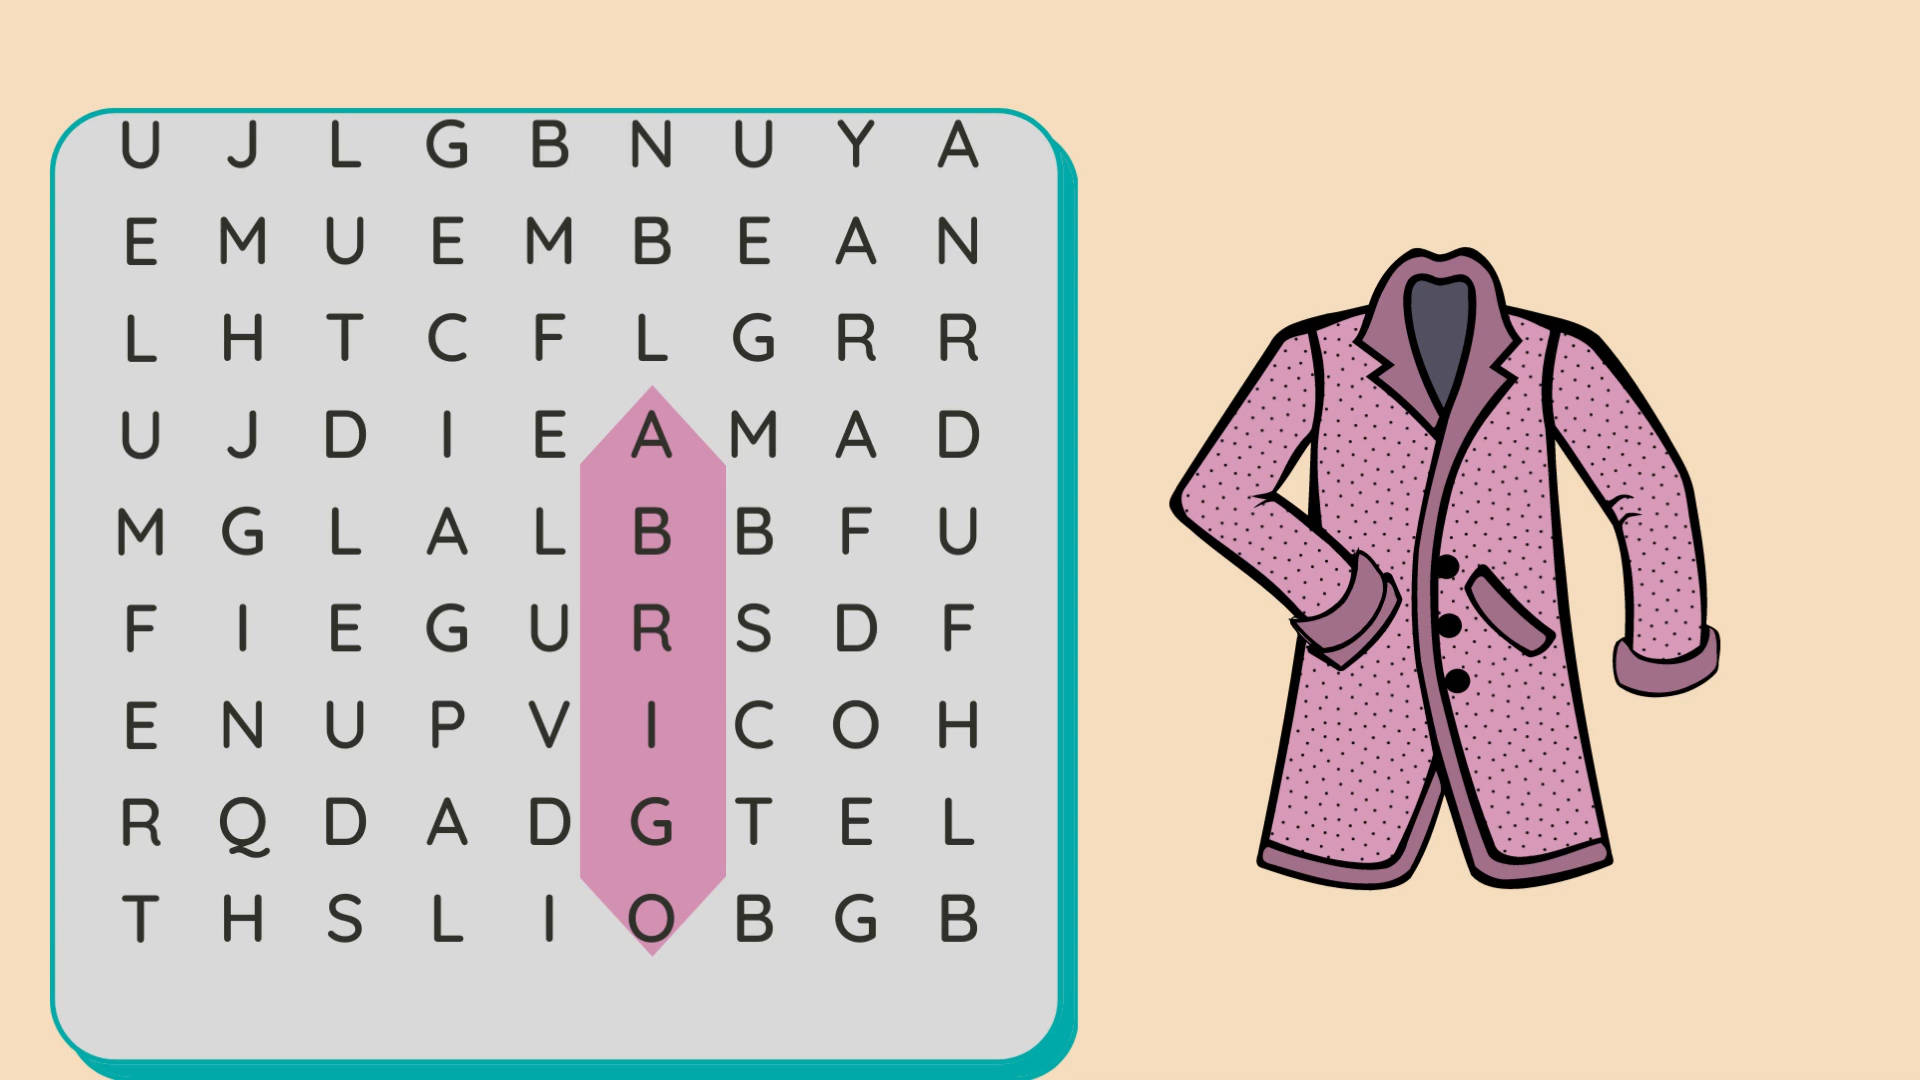 U J L G B N U Y A
E M U E M B E A N
L H T C F L G R R
U J D I E A M A D
M G L A L B B F U
F I E G U R S D F
E N U P V I C O H
R Q D A D G T E L
T H S L I O B G B